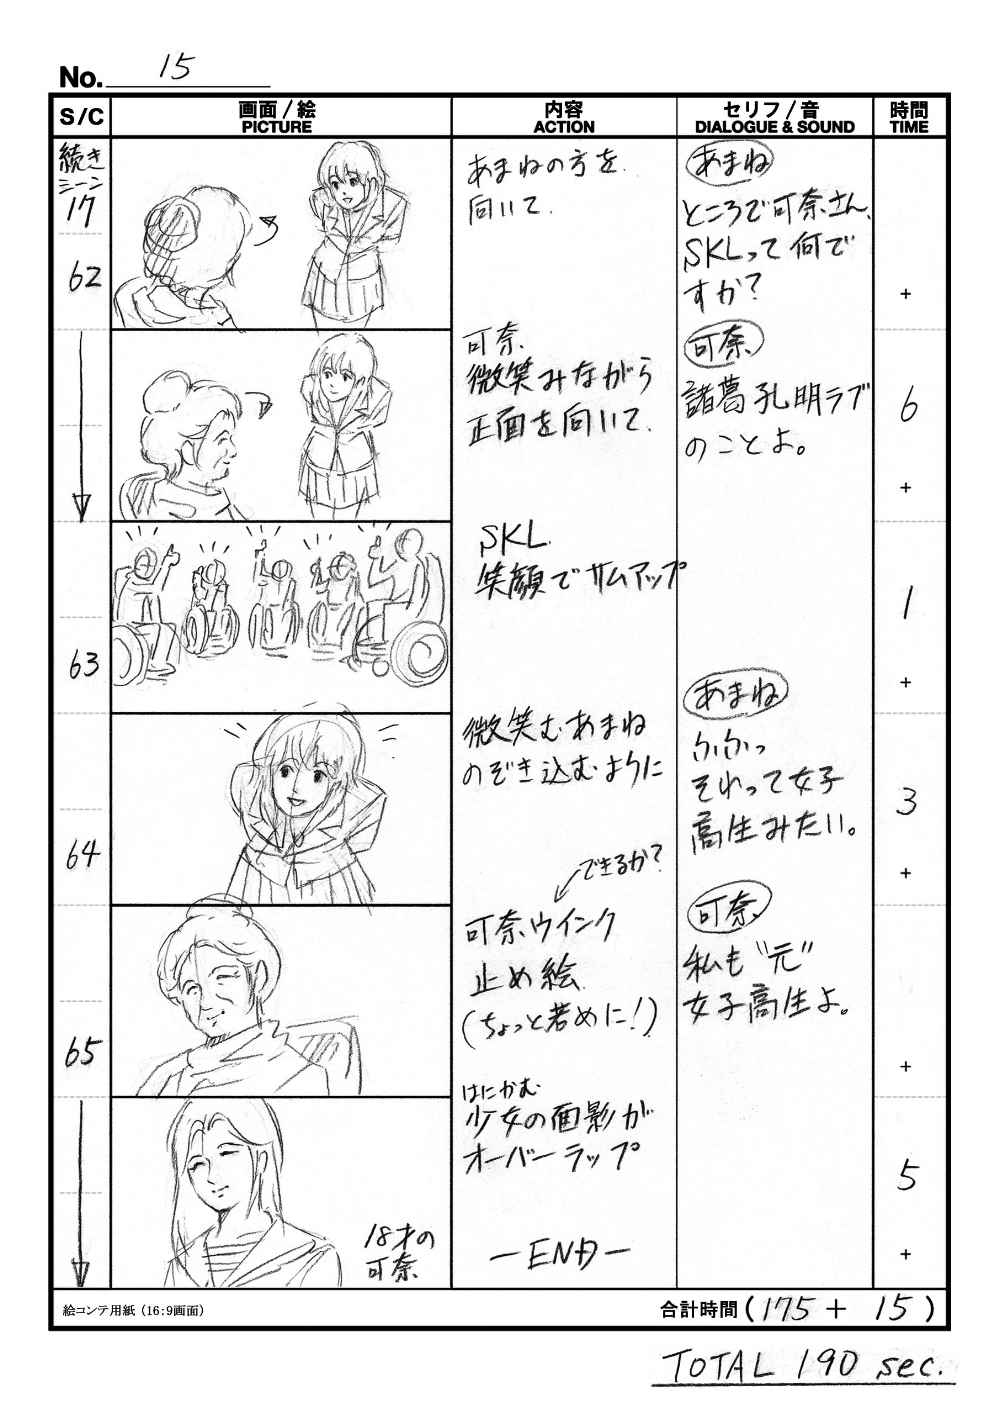 No. 15
S/C
画面 / 絵
PICTURE
内容
ACTION
セリフ / 音
DIALOGUE & SOUND
時間
TIME
続き
シーン
17
62
あまねの方を
向いて.
あまね
ところで可奈さん、
SKLって何で
すか?
+
可奈
微笑みながら
正面を向いて.
可奈
諸葛孔明ラブ
のことよ。
6
+
63
SKL
笑顔でサムアップ
1
+
64
微笑むあまね
のぞき込むように
あまね
ふふっ
それって女子
高生みたい。
3
+
できるか?
65
可奈ウインク
止め絵
(ちょっと若めに!)
可奈
私も"元"
女子高生よ。
+
18才の
可奈
はにかむ
少女の面影が
オーバーラップ
ーENDー
5
+
絵コンテ用紙 (16:9画面)
合計時間 (175 + 15)
TOTAL 190 sec.